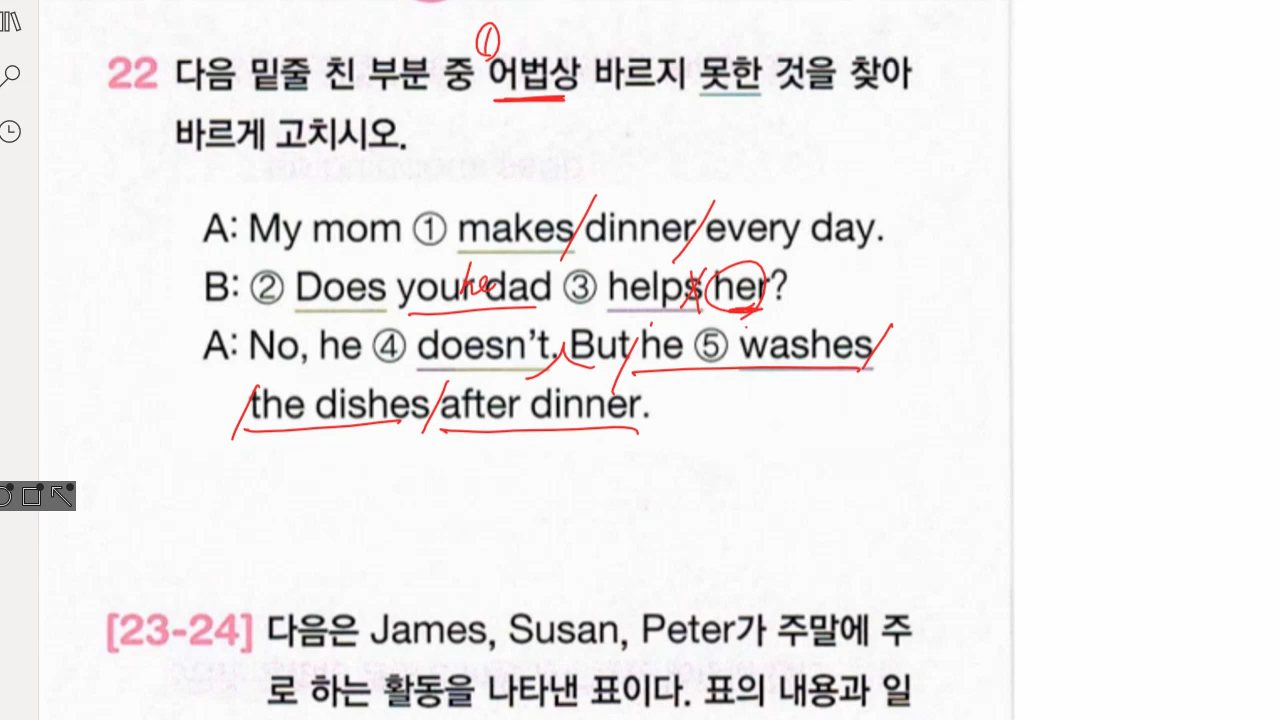 ①
22 다음 밑줄 친 부분 중 어법상 바르지 못한 것을 찾아
바르게 고치시오.
A: My mom ① makes dinner every day.
he
B: ② Does your dad ③ helps her?
A: No, he ④ doesn't. But he ⑤ washes
the dishes after dinner.
[23-24] 다음은 James, Susan, Peter가 주말에 주
로 하는 활동을 나타낸 표이다. 표의 내용과 일